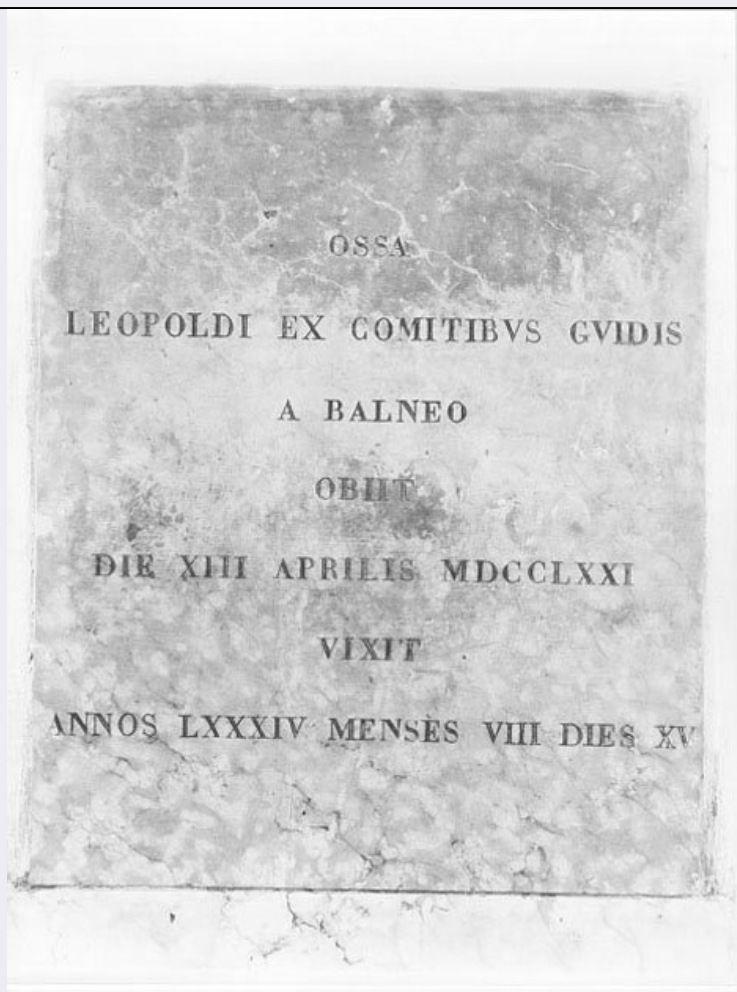 OSSA
LEOPOLDI EX COMITIBVS GVIDIS
A BALNEO
OBIIT
DIE XIII APRILIS MDCCLXXI
VIXIT
ANNOS LXXXIV MENSES VIII DIES XV